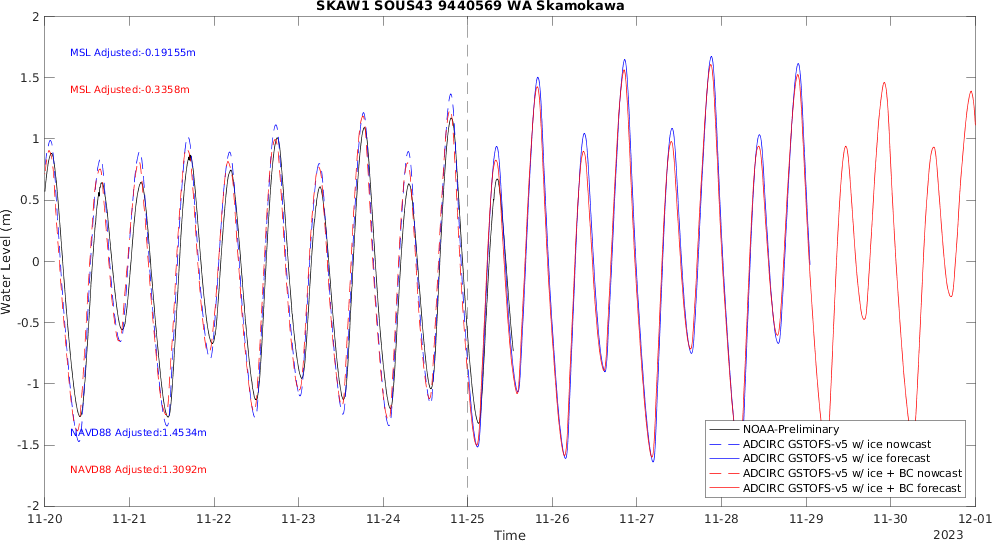 SKAW1 SOUS43 9440569 WA Skamokawa
Water Level (m)
2
1.5
1
0.5
0
-0.5
-1
-1.5
-2
MSL Adjusted:-0.19155m
MSL Adjusted:-0.3358m
NAVD88 Adjusted:1.4534m
NAVD88 Adjusted:1.3092m
NOAA-Preliminary
ADCIRC GSTOFS-v5 w/ ice nowcast
ADCIRC GSTOFS-v5 w/ ice forecast
ADCIRC GSTOFS-v5 w/ ice + BC nowcast
ADCIRC GSTOFS-v5 w/ ice + BC forecast
11-20 11-21 11-22 11-23 11-24 11-25 11-26 11-27 11-28 11-29 11-30 12-01
Time
2023